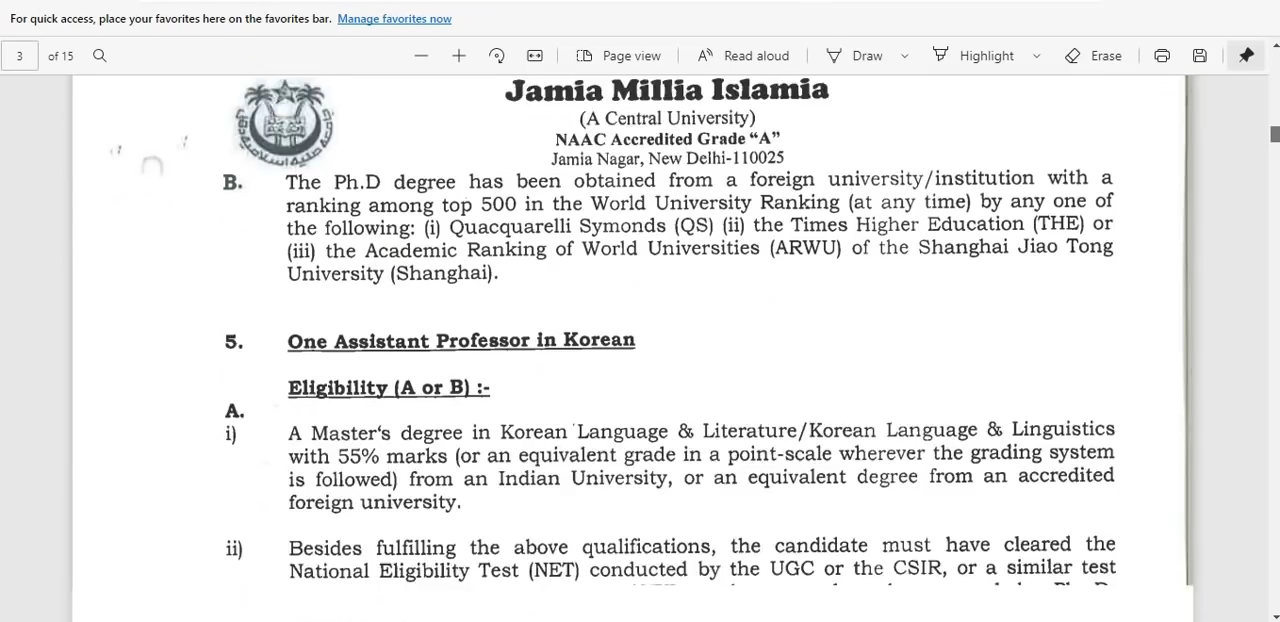 For quick access, place your favorites here on the favorites bar. Manage favorites now
3 of 15 Page view Read aloud Draw Highlight Erase
Jamia Millia Islamia
(A Central University)
NAAC Accredited Grade “A”
Jamia Nagar, New Delhi-110025
B. The Ph.D degree has been obtained from a foreign university/institution with a
ranking among top 500 in the World University Ranking (at any time) by any one of
the following: (i) Quacquarelli Symonds (QS) (ii) the Times Higher Education (THE) or
(iii) the Academic Ranking of World Universities (ARWU) of the Shanghai Jiao Tong
University (Shanghai).
5. One Assistant Professor in Korean
Eligibility (A or B) :-
A.
i) A Master's degree in Korean Language & Literature/Korean Language & Linguistics
with 55% marks (or an equivalent grade in a point-scale wherever the grading system
is followed) from an Indian University, or an equivalent degree from an accredited
foreign university.
ii) Besides fulfilling the above qualifications, the candidate must have cleared the
National Eligibility Test (NET) conducted by the UGC or the CSIR, or a similar test